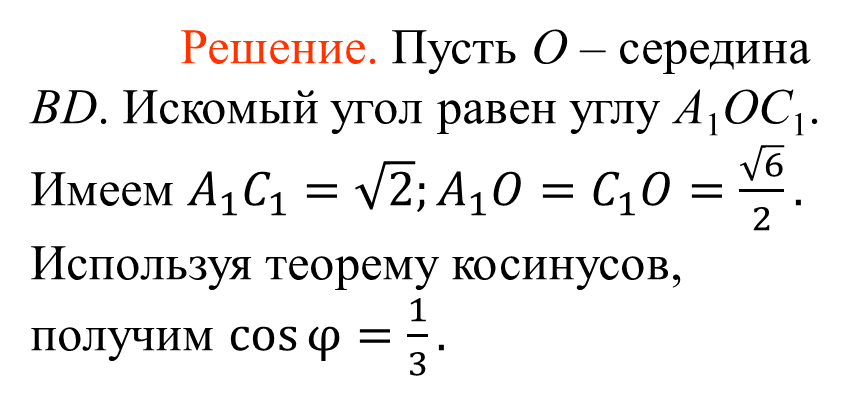 Решение. Пусть O – середина
BD. Искомый угол равен углу A₁OC₁.
Имеем A₁C₁ = √2; A₁O = C₁O = √6/2.
Используя теорему косинусов,
получим cos φ = 1/3.